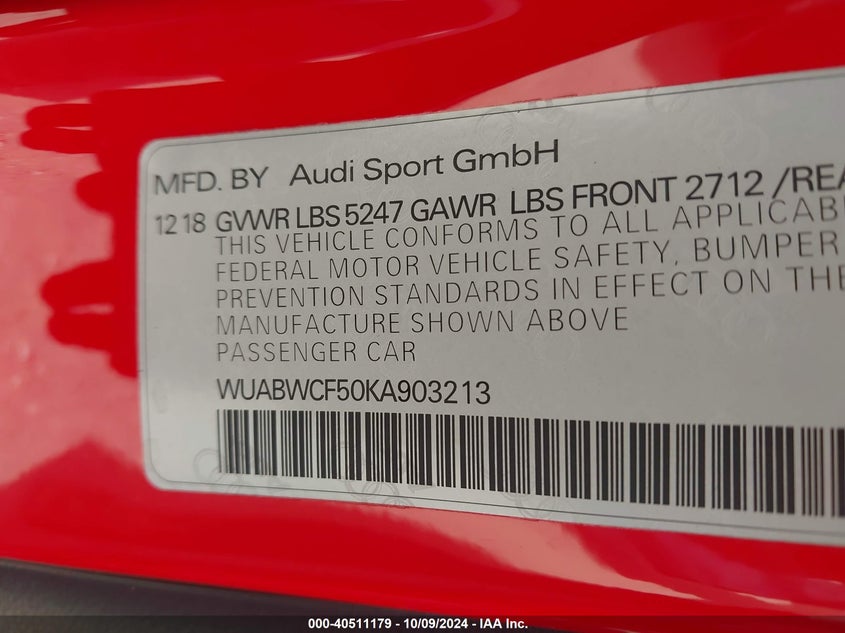 MFD. BY Audi Sport GmbH
12 18 GVWR LBS 5247 GAWR LBS FRONT 2712 /REA
THIS VEHICLE CONFORMS TO ALL APPLICAB
FEDERAL MOTOR VEHICLE SAFETY, BUMPER
PREVENTION STANDARDS IN EFFECT ON THE
MANUFACTURE SHOWN ABOVE
PASSENGER CAR
WUABWCF50KA903213
000-40511179 / 10/09/2024 - IAA Inc.